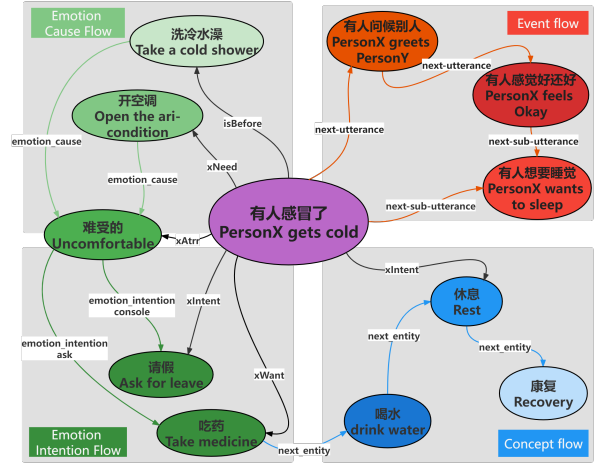 Emotion
Cause Flow
洗冷水澡
Take a cold shower
有人问候别人
PersonX greets
PersonY
Event flow
next-utterance
有人感觉好还好
PersonX feels
Okay
开空调
Open the ari-
condition
isBefore
next-utterance
next-sub-utterance
emotion_cause
emotion_cause
xNeed
有人想要睡觉
PersonX wants
to sleep
next-sub-utterance
有人感冒了
PersonX gets cold
难受的
Uncomfortable
xAtrr
xIntent
emotion_intention
console
xIntent
休息
Rest
emotion_intention
ask
next_entity
next_entity
请假
Ask for leave
xWant
康复
Recovery
吃药
Take medicine
喝水
drink water
next_entity
Emotion
Intention Flow
Concept flow